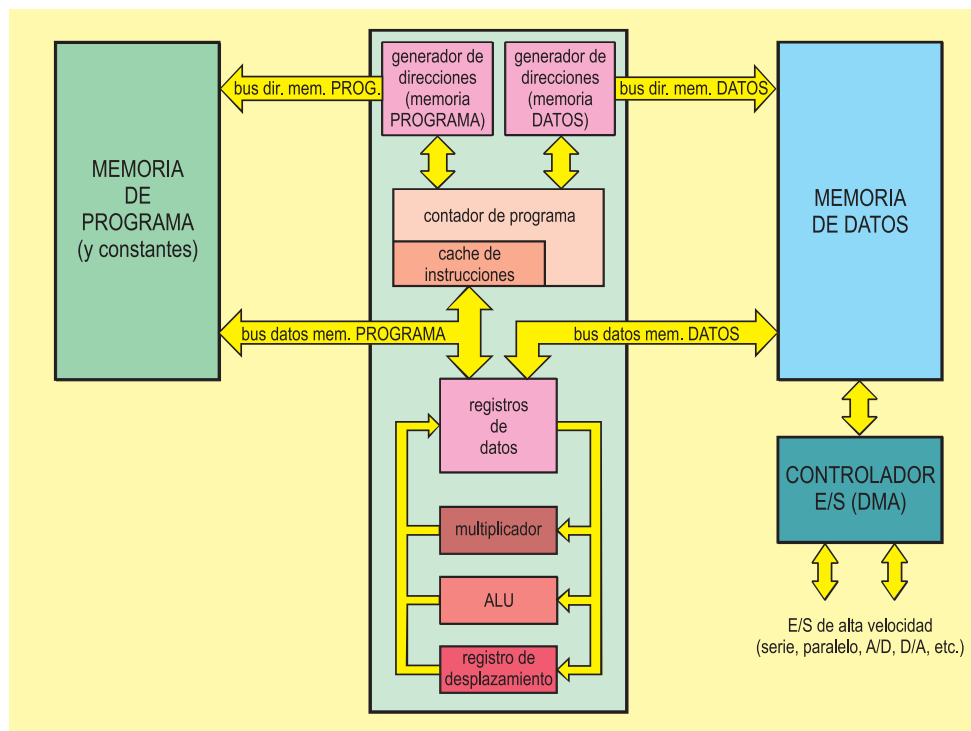 MEMORIA
DE
PROGRAMA
(y constantes)
bus dir. mem. PROG.
generador de
direcciones
(memoria
PROGRAMA)
generador de
direcciones
(memoria
DATOS)
bus dir. mem. DATOS
MEMORIA
DE DATOS
contador de programa
cache de
instrucciones
bus datos mem. PROGRAMA
bus datos mem. DATOS
registros
de
datos
multiplicador
ALU
registro de
desplazamiento
CONTROLADOR
E/S (DMA)
E/S de alta velocidad
(serie, paralelo, A/D, D/A, etc.)